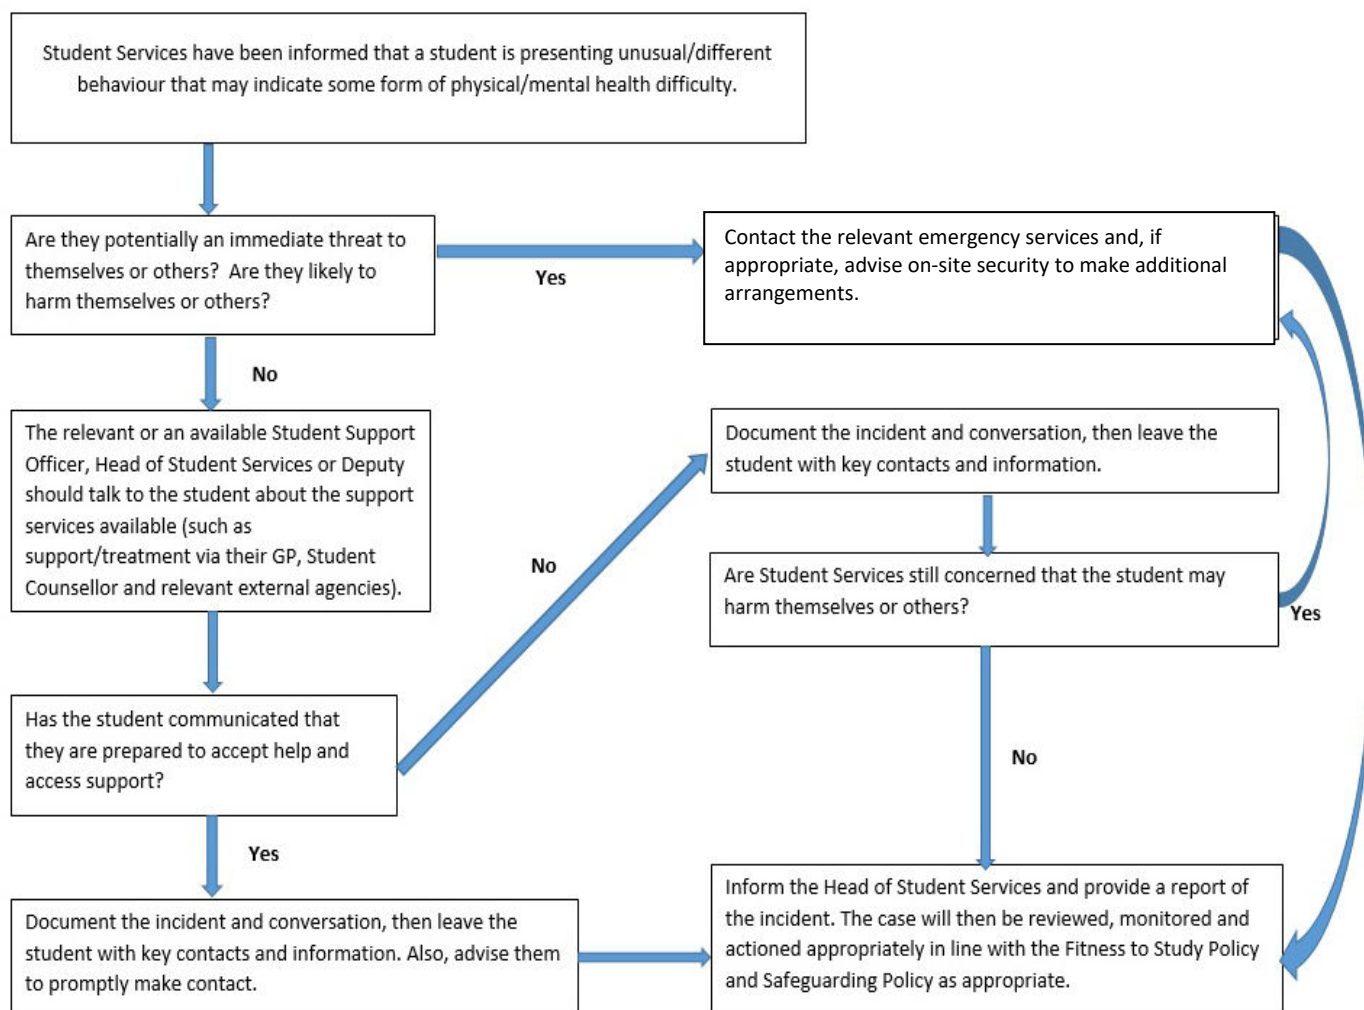 Student Services have been informed that a student is presenting unusual/different
behaviour that may indicate some form of physical/mental health difficulty.
Are they potentially an immediate threat to
themselves or others?  Are they likely to
harm themselves or others?
Yes
Contact the relevant emergency services and, if
appropriate, advise on-site security to make additional
arrangements.
No
The relevant or an available Student Support
Officer, Head of Student Services or Deputy
should talk to the student about the support
services available (such as
support/treatment via their GP, Student
Counsellor and relevant external agencies).
No
Document the incident and conversation, then leave the
student with key contacts and information.
Are Student Services still concerned that the student may
harm themselves or others?
Yes
Has the student communicated that
they are prepared to accept help and
access support?
No
Yes
Document the incident and conversation, then leave the
student with key contacts and information. Also, advise them
to promptly make contact.
Inform the Head of Student Services and provide a report of
the incident. The case will then be reviewed, monitored and
actioned appropriately in line with the Fitness to Study Policy
and Safeguarding Policy as appropriate.